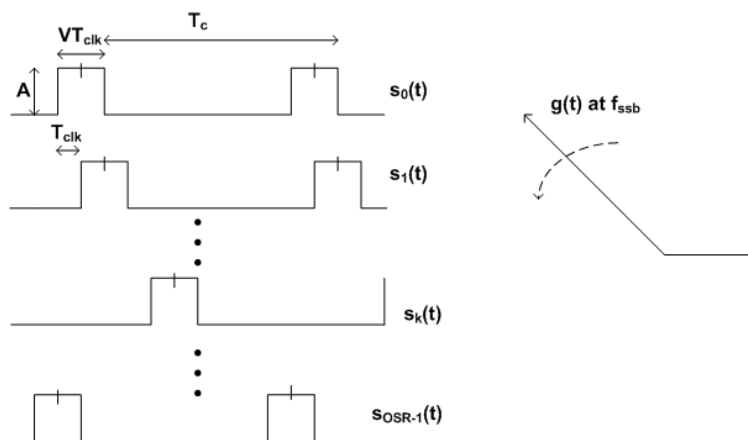 VT_clk
T_c
A
s_0(t)
g(t) at f_ssb
T_clk
s_1(t)
s_k(t)
s_OSR-1(t)